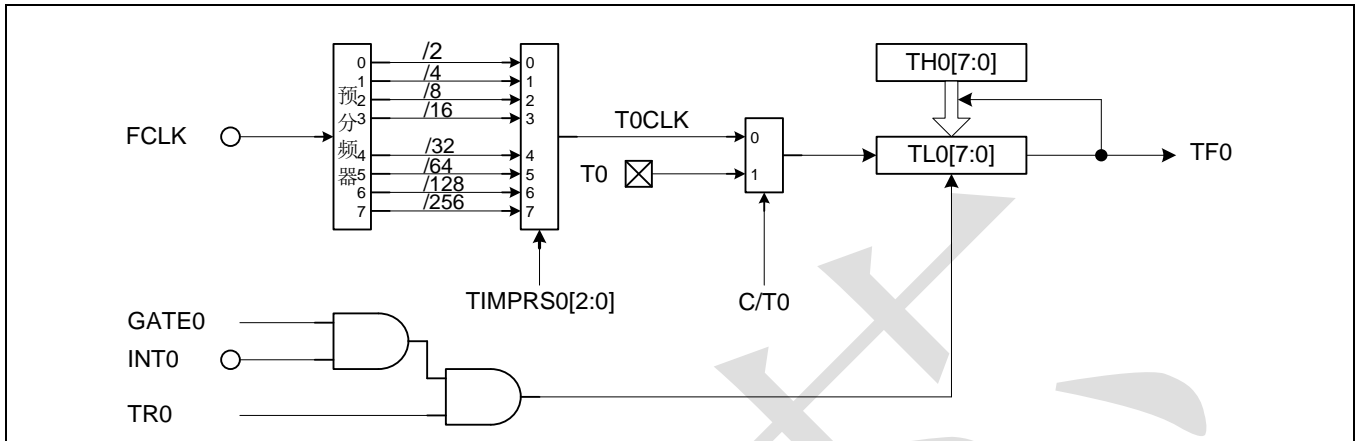 FCLK
预分频器
0
1
2
3
4
5
6
7
/2
/4
/8
/16
/32
/64
/128
/256
0
1
2
3
4
5
6
7
TIMPRS0[2:0]
T0CLK
T0
0
1
C/T0
TH0[7:0]
TL0[7:0]
TF0
GATE0
INT0
TR0